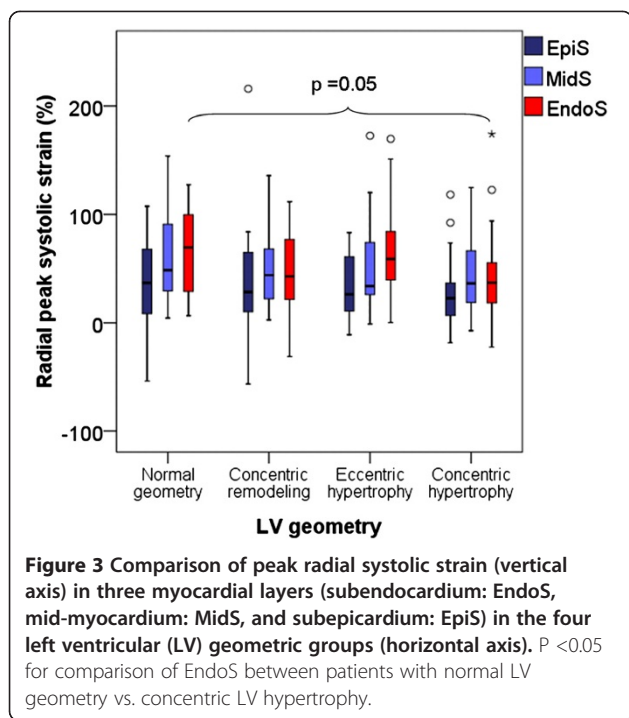 EpiS
MidS
EndoS
p =0.05
200
100
0
-100
Radial peak systolic strain (%)
Normal geometry
Concentric remodeling
Eccentric hypertrophy
Concentric hypertrophy
LV geometry
Figure 3 Comparison of peak radial systolic strain (vertical
axis) in three myocardial layers (subendocardium: EndoS,
mid-myocardium: MidS, and subepicardium: EpiS) in the four
left ventricular (LV) geometric groups (horizontal axis). P <0.05
for comparison of EndoS between patients with normal LV
geometry vs. concentric LV hypertrophy.